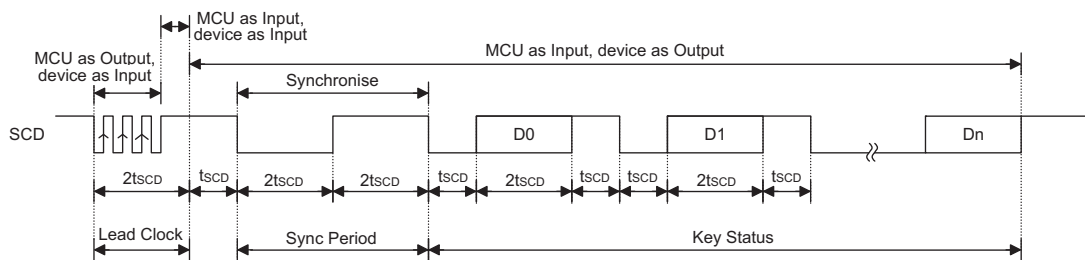 MCU as Input,
device as Input
MCU as Output,
device as Input
MCU as Input, device as Output
Synchronise
SCD
D0
D1
Dn
2tSCD
tSCD
2tSCD
2tSCD
tSCD
2tSCD
tSCD
tSCD
2tSCD
tSCD
Lead Clock
Sync Period
Key Status